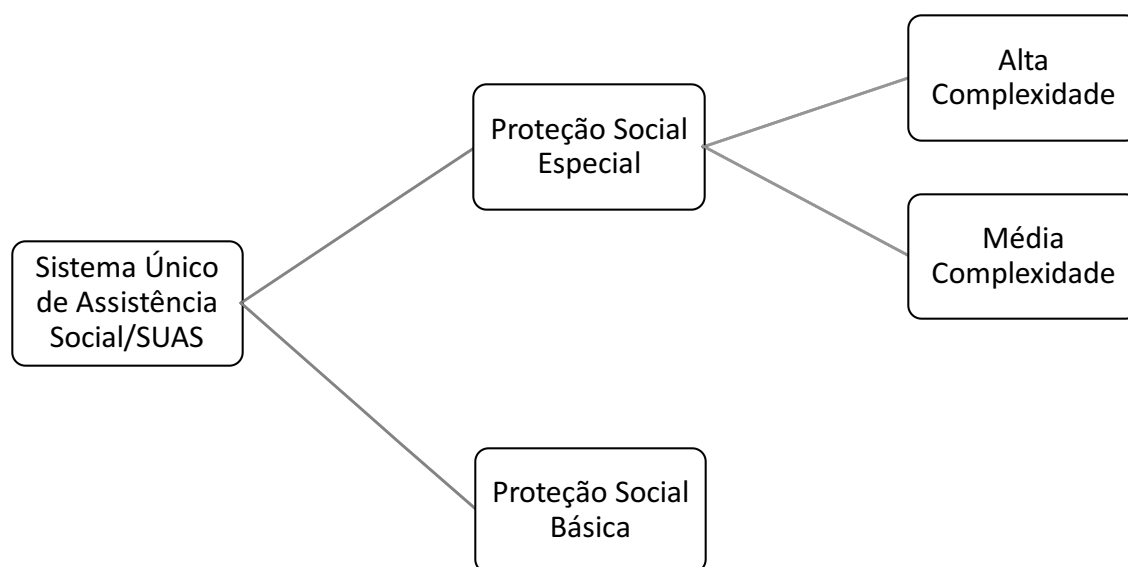 Sistema Único
de Assistência
Social/SUAS
Proteção Social
Especial
Alta
Complexidade
Média
Complexidade
Proteção Social
Básica